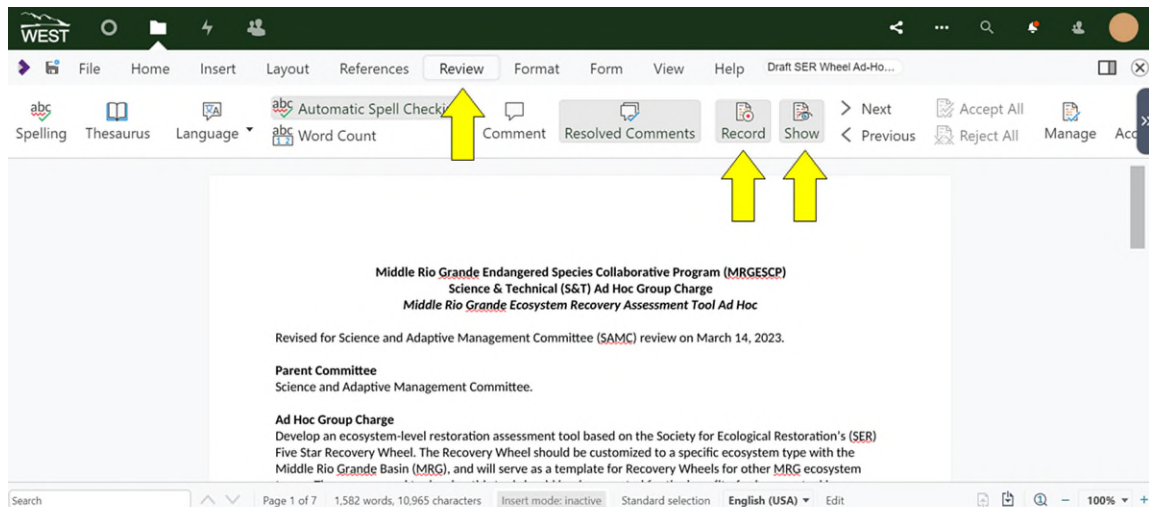 WEST
File Home Insert Layout References Review Format Form View Help Draft SER Wheel Ad-Ho...
abc Spelling
Thesaurus
Language
abc Automatic Spell Checki
abc 12 Word Count
Comment
Resolved Comments
Record
Show
Next
Previous
Accept All
Reject All
Manage
Middle Rio Grande Endangered Species Collaborative Program (MRGESCP)
Science & Technical (S&T) Ad Hoc Group Charge
Middle Rio Grande Ecosystem Recovery Assessment Tool Ad Hoc
Revised for Science and Adaptive Management Committee (SAMC) review on March 14, 2023.
Parent Committee
Science and Adaptive Management Committee.
Ad Hoc Group Charge
Develop an ecosystem-level restoration assessment tool based on the Society for Ecological Restoration's (SER)
Five Star Recovery Wheel. The Recovery Wheel should be customized to a specific ecosystem type with the
Middle Rio Grande Basin (MRG), and will serve as a template for Recovery Wheels for other MRG ecosystem
Search Page 1 of 7 1,582 words, 10,965 characters Insert mode: inactive Standard selection English (USA) Edit 100%